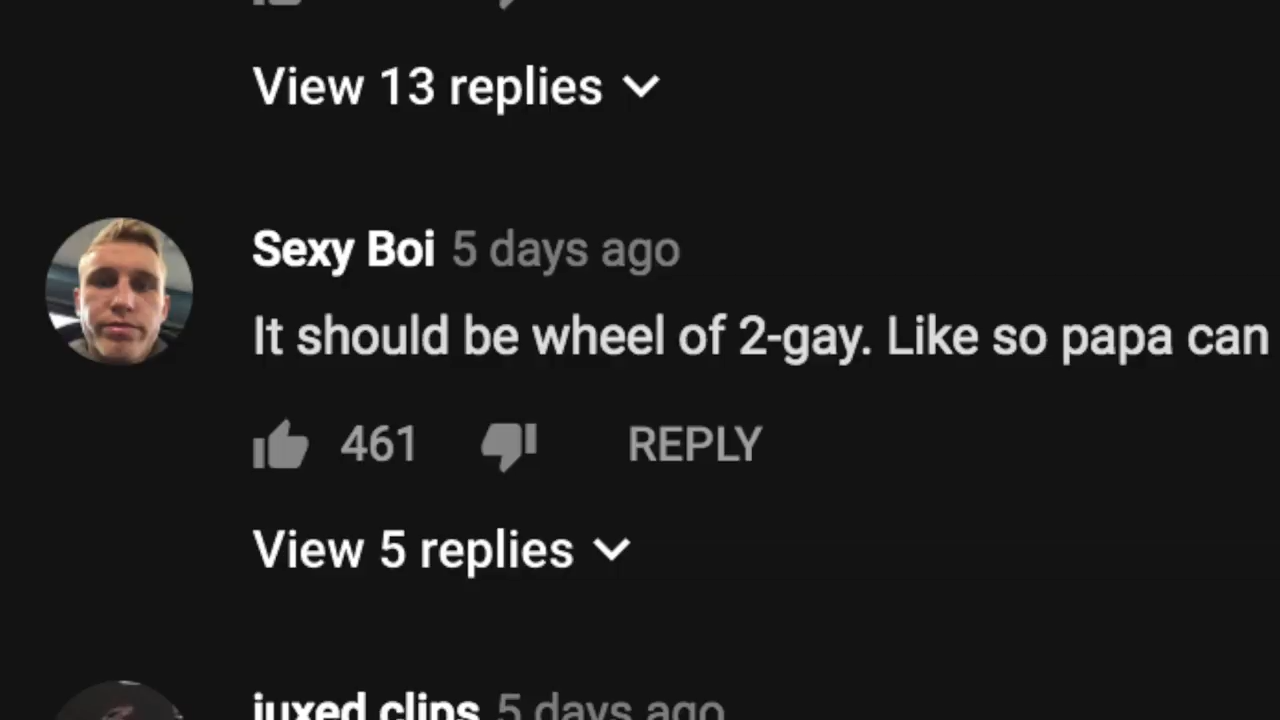 View 13 replies
Sexy Boi 5 days ago
It should be wheel of 2-gay. Like so papa can
461 REPLY
View 5 replies
juxed clips 5 days ago